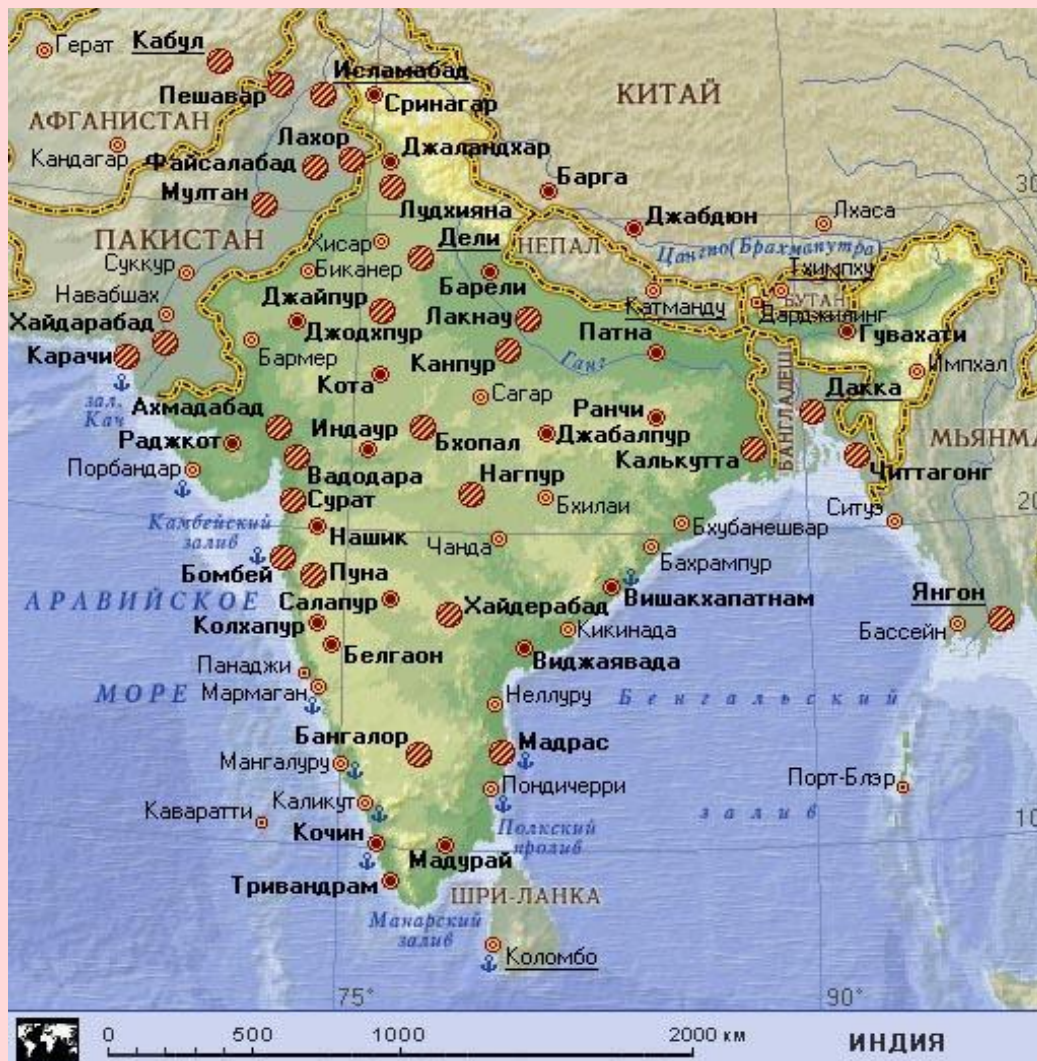 Герат
Кабул
Исламабад
Пешавар
Сринагар
КИТАЙ
АФГАНИСТАН
Лахор
Джаландхар
Кандагар
Файсалабад
Барга
30
Мултан
Лудхияна
Джабдюн
Лхаса
ПАКИСТАН
Хисар
Дели
НЕПАЛ
Цангпо (Брахмапутра)
Суккур
Биканер
Тхимпху
Барели
БУТАН
Навабшах
Джайпур
Катманду
Дарджилинг
Хайдарабад
Джодхпур
Лакнау
Патна
Гувахати
Карачи
Бармер
Канпур
Ганг
Импхал
Кота
БАНГЛАДЕШ
зал.
Кач
Сагар
Дакка
Ахмадабад
Ранчи
Раджкот
Индаур
Бхопал
Джабалпур
МЬЯНМА
Калькутта
Порбандар
Вадодара
Нагпур
Читтагонг
Сурат
Бхилаи
Ситуэ
20
Камбейский
залив
Нашик
Чанда
Бхубанешвар
Бахрампур
Бомбей
Пуна
АРАВИЙСКОЕ
Салапур
Хайдерабад
Вишакхапатнам
Янгон
Колхапур
Кикинада
Бассейн
Белгаон
Виджаявада
Панаджи
МОРЕ
Мармаган
Неллуру
Бенгальский
Бангалор
Мадрас
Мангалуру
Пондичерри
Порт-Блэр
Каваратти
Каликут
залив
10
Кочин
Полкский
пролив
Мадурай
Тривандрам
ШРИ-ЛАНКА
Манарский
залив
Коломбо
75°
90°
0 500 1000 2000 км
ИНДИЯ